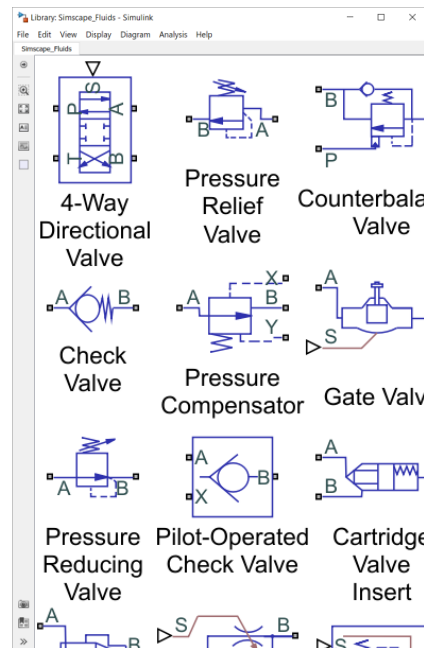 Library: Simscape_Fluids - Simulink
File Edit View Display Diagram Analysis Help
Simscape_Fluids
S
P A
T B
4-Way
Directional
Valve
B A
Pressure
Relief
Valve
B
P
Counterbala
Valve
A B
Check
Valve
X
A B
Y
Pressure
Compensator
A
S
Gate Valv
A B
Pressure
Reducing
Valve
A
B
X
Pilot-Operated
Check Valve
A
B
Cartridge
Valve
Insert
A
B
S B
S